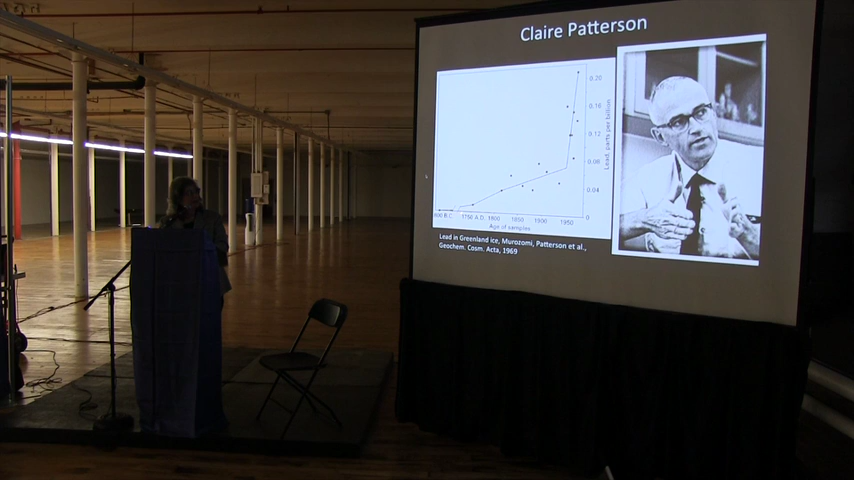 Claire Patterson
0.20
0.16
0.12
0.08
0.04
0
Lead, parts per billion
800 B.C. 1750 A.D. 1800 1850 1900 1950
Age of samples
Lead in Greenland ice, Murozomi, Patterson et al.,
Geochem. Cosm. Acta, 1969